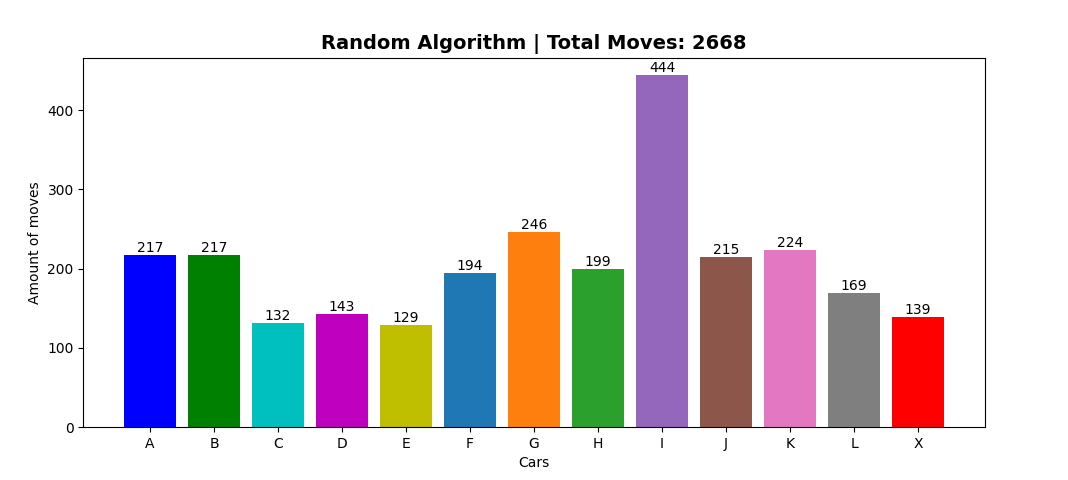 Random Algorithm | Total Moves: 2668
444
400
300
246
217 217 224
215
200 194 199
169
143 139
132 129
100
0
A B C D E F G H I J K L X
Cars
Amount of moves